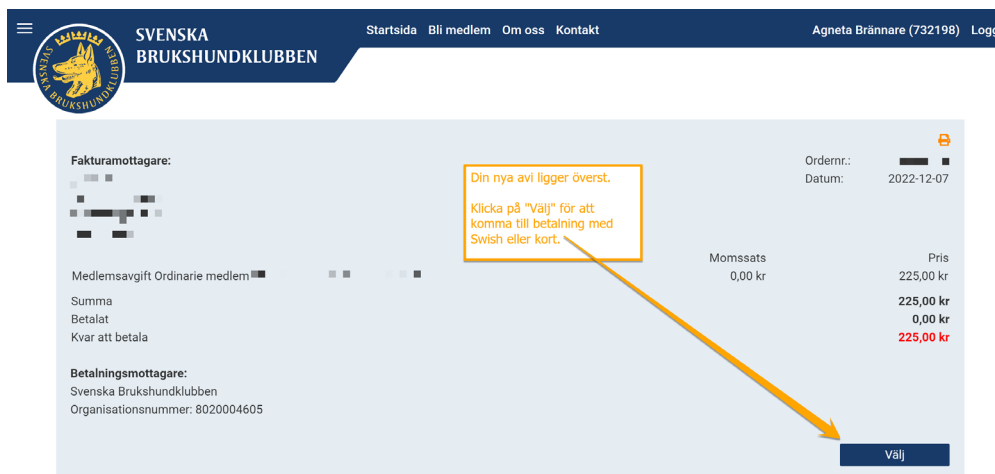 SVENSKA
BRUKSHUNDKLUBBEN
SVENSKA BRUKSHUNDKLUBBEN
Startsida Bli medlem Om oss Kontakt
Agneta Brännare (732198) Logg
Fakturamottagare:
Ordernr.:
Datum: 2022-12-07
Din nya avi ligger överst.
Klicka på "Välj" för att
komma till betalning med
Swish eller kort.
Momssats Pris
Medlemsavgift Ordinarie medlem 0,00 kr 225,00 kr
Summa 225,00 kr
Betalat 0,00 kr
Kvar att betala 225,00 kr
Betalningsmottagare:
Svenska Brukshundklubben
Organisationsnummer: 8020004605
Välj